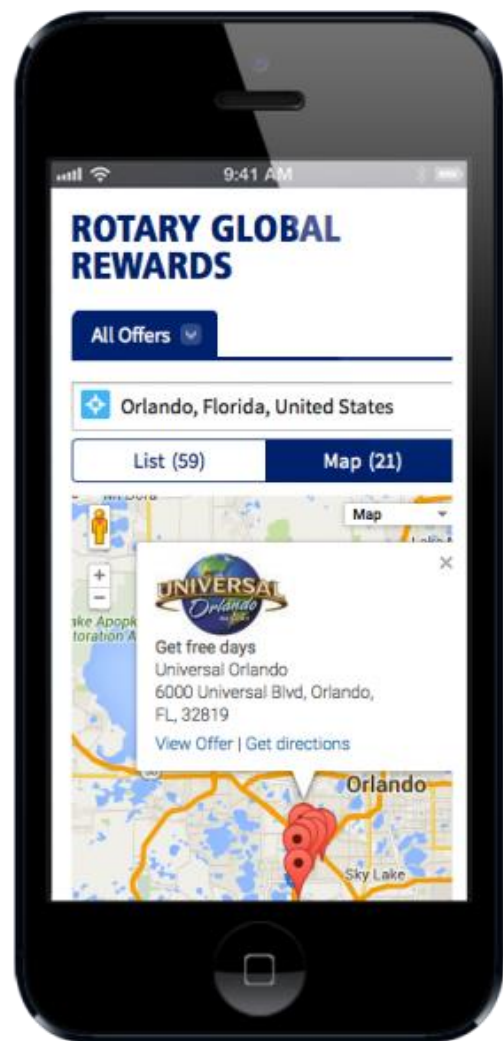 9:41 AM
ROTARY GLOBAL
REWARDS
All Offers
Orlando, Florida, United States
List (59)
Map (21)
Map
UNIVERSAL
Orlando
Get free days
Universal Orlando
6000 Universal Blvd, Orlando,
FL, 32819
View Offer | Get directions
Orlando
Sky Lake